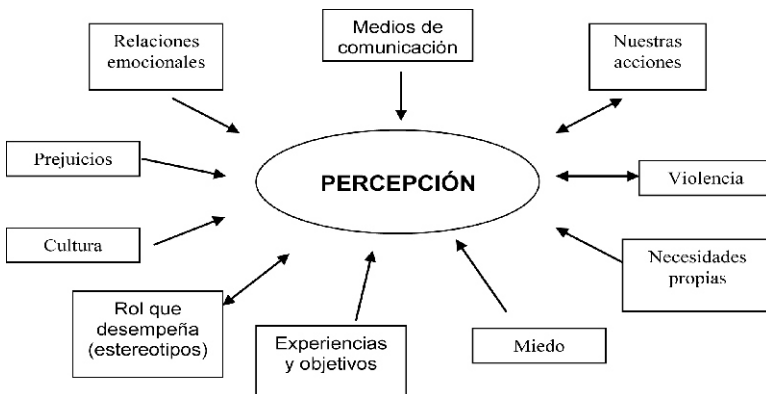 Relaciones
emocionales
Medios de
comunicación
Nuestras
acciones
Prejuicios
PERCEPCIÓN
Violencia
Cultura
Necesidades
propias
Rol que
desempeña
(estereotipos)
Experiencias
y objetivos
Miedo